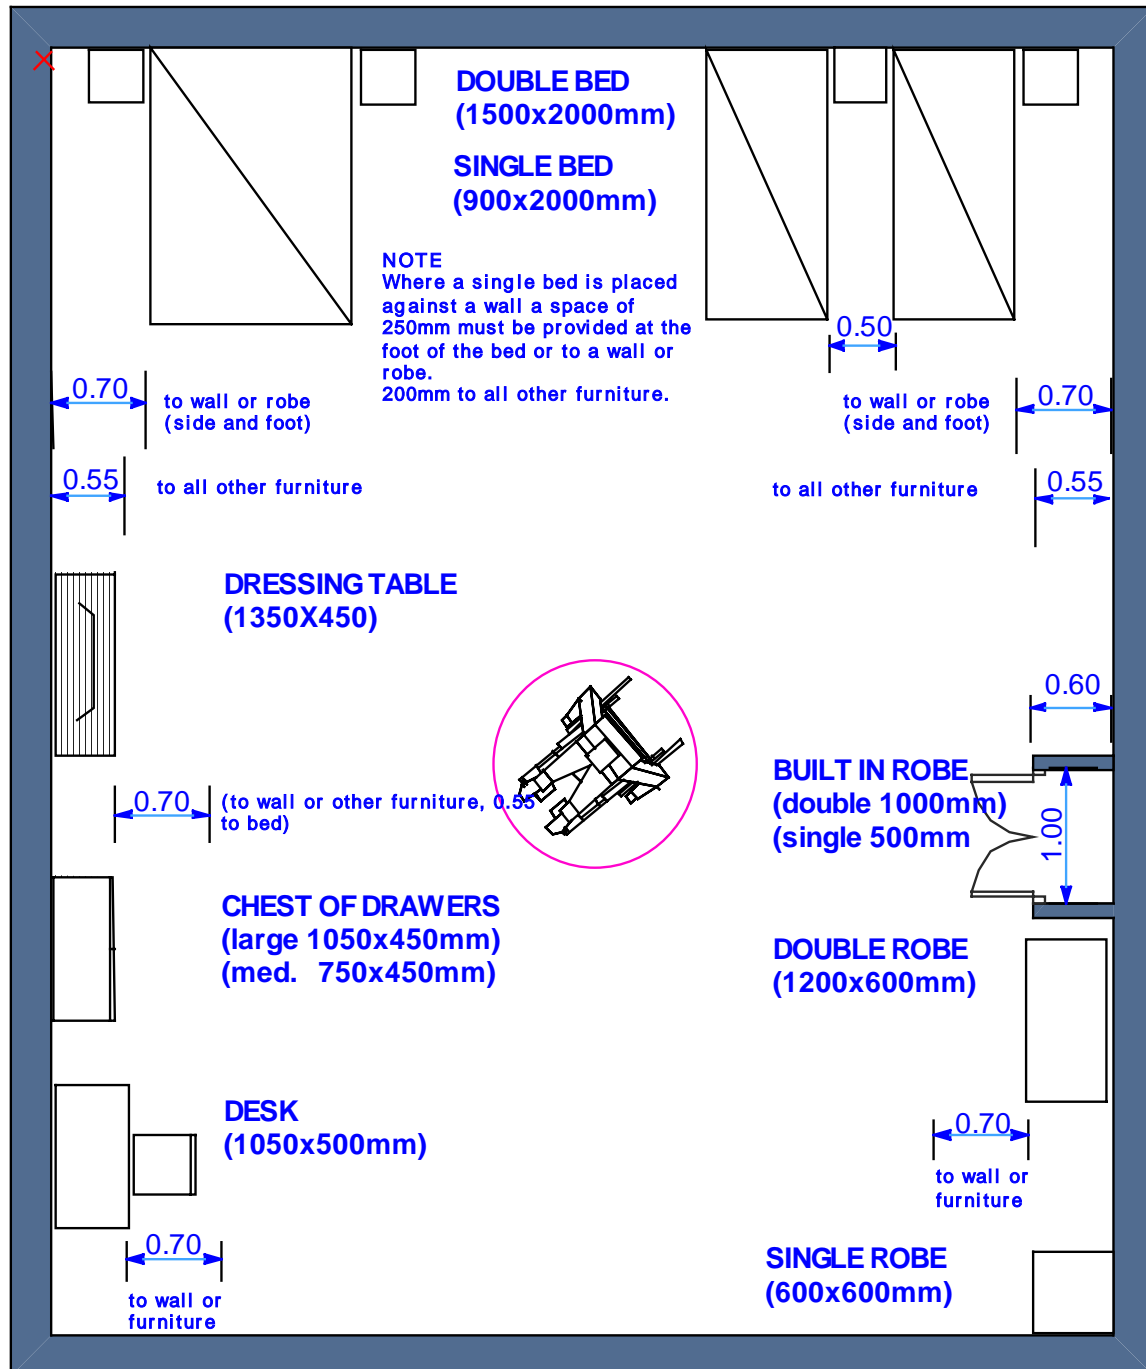 DOUBLE BED
(1500x2000mm)
SINGLE BED
(900x2000mm)
NOTE
Where a single bed is placed
against a wall a space of
250mm must be provided at the
foot of the bed or to a wall or
robe.
200mm to all other furniture.
0.50
0.70
to wall or robe
(side and foot)
to wall or robe
(side and foot)
0.70
0.55
to all other furniture
to all other furniture
0.55
DRESSING TABLE
(1350X450)
0.60
0.70
(to wall or other furniture, 0.55
to bed)
BUILT IN ROBE
(double 1000mm)
(single 500mm
1.00
CHEST OF DRAWERS
(large 1050x450mm)
(med. 750x450mm)
DOUBLE ROBE
(1200x600mm)
DESK
(1050x500mm)
0.70
to wall or
furniture
0.70
to wall or
furniture
SINGLE ROBE
(600x600mm)